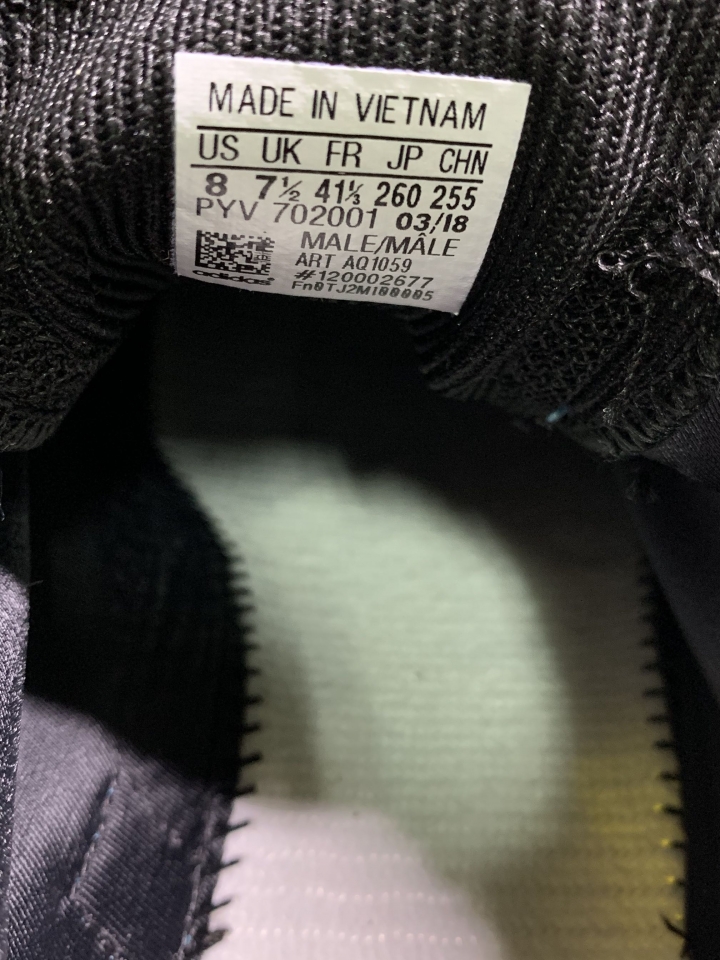 MADE IN VIETNAM
US UK FR JP CHN
8 7½ 41⅓ 260 255
PYV 702001 03/18
MALE/MÂLE
ART AQ1059
#120002677
adidas
Fn0TJ2MI00005